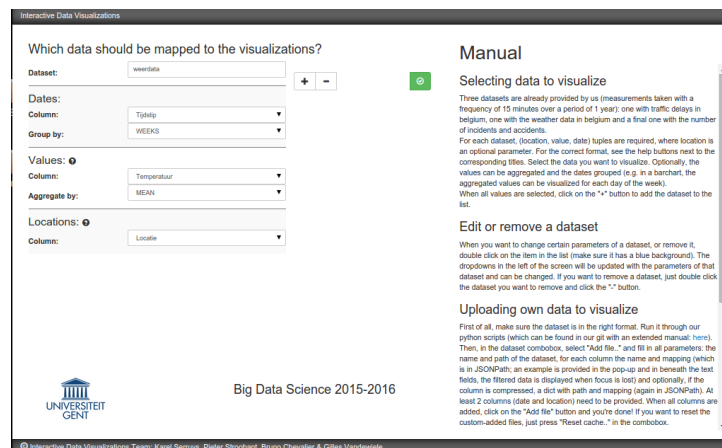 Interactive Data Visualizations
Which data should be mapped to the visualizations?
Dataset:
weerdata
+ -
Dates:
Column:
Tijdstip
Group by:
WEEKS
Values:
Column:
Temperatuur
Aggregate by:
MEAN
Locations:
Column:
Locatie
UNIVERSITEIT
GENT
Big Data Science 2015-2016
Manual
Selecting data to visualize
Three datasets are already provided by us (measurements taken with a
frequency of 15 minutes over a period of 1 year): one with traffic delays in
belgium, one with the weather data in belgium and a final one with the number
of incidents and accidents.
For each dataset, (location, value, date) tuples are required, where location is
an optional parameter. For the correct format, see the help buttons next to the
corresponding titles. Select the data you want to visualize. Optionally, the
values can be aggregated and the dates grouped (e.g. in a barchart, the
aggregated values can be visualized for each day of the week).
When all values are selected, click on the "+" button to add the dataset to the
list.
Edit or remove a dataset
When you want to change certain parameters of a dataset, or remove it,
double click on the item in the list (make sure it has a blue background). The
dropdowns in the left of the screen will be updated with the parameters of that
dataset and can be changed. If you want to remove a dataset, just double click
the dataset you want to remove and click the "-" button.
Uploading own data to visualize
First of all, make sure the dataset is in the right format. Run it through our
python scripts (which can be found in our git with an extended manual: here).
Then, in the dataset combobox, select "Add file.." and fill in all parameters: the
name and path of the dataset, for each column the name and mapping (which
is in JSONPath; an example is provided in the pop-up and in beneath the text
fields, the filtered data is displayed when focus is lost) and optionally, if the
column is compressed, a dict with path and mapping (again in JSONPath). At
least 2 columns (date and location) need to be provided. When all columns are
added, click on the "Add file" button and you're done! If you want to reset the
custom-added files, just press "Reset cache.." in the combobox.
© Interactive Data Visualizations Team: Karel Serruys, Pieter Stroobant, Bruno Chevalier & Gilles Vandewiele